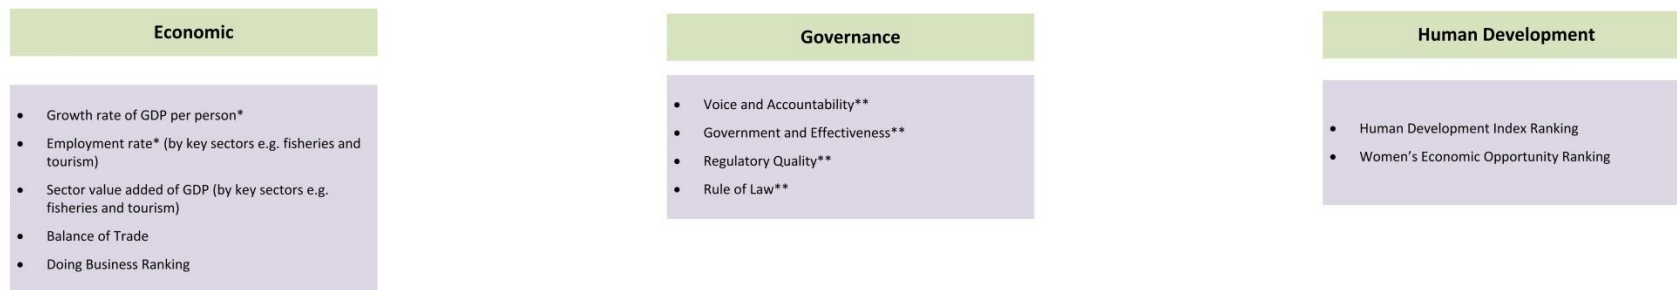 Economic
• Growth rate of GDP per person*
• Employment rate* (by key sectors e.g. fisheries and
tourism)
• Sector value added of GDP (by key sectors e.g.
fisheries and tourism)
• Balance of Trade
• Doing Business Ranking
Governance
• Voice and Accountability**
• Government and Effectiveness**
• Regulatory Quality**
• Rule of Law**
Human Development
• Human Development Index Ranking
• Women’s Economic Opportunity Ranking